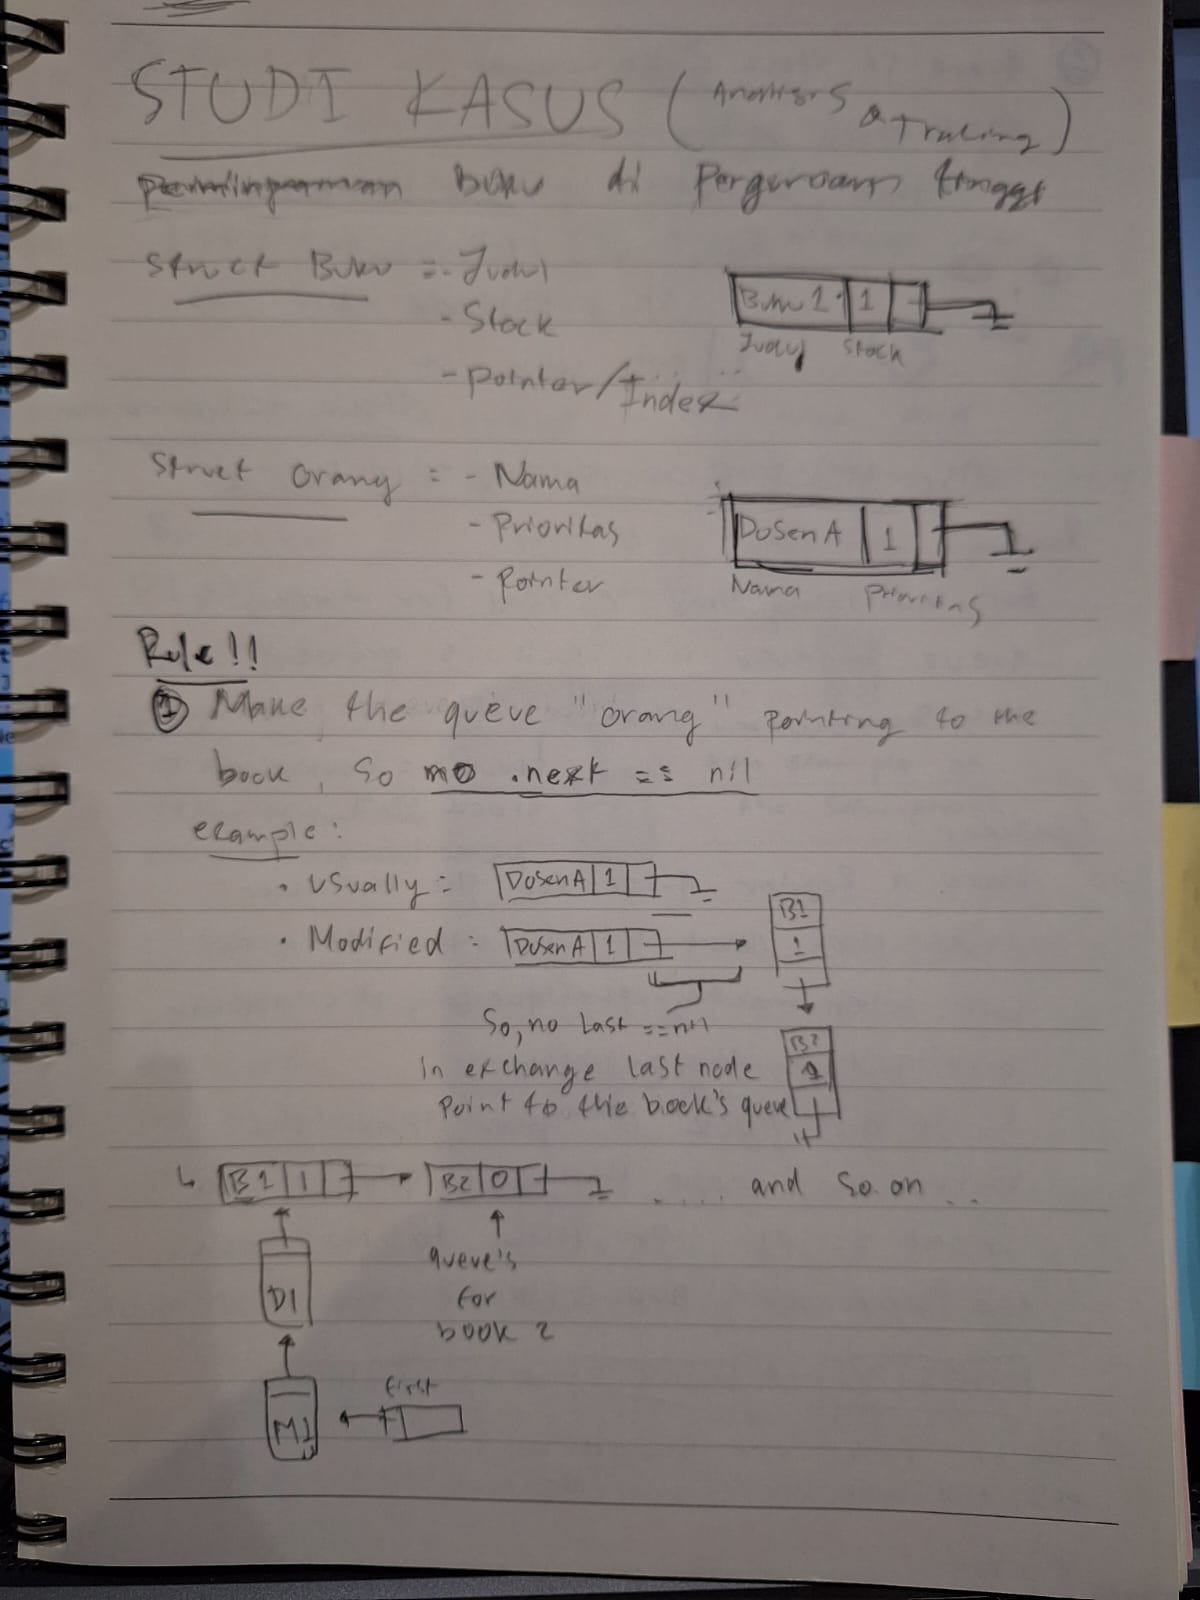 STUDI KASUS (Analisis & Tracing)
Peminjaman Buku di Perguruan tinggi
Struct Buku = - Judul
- Stock
- Pointer/Index
Buku 1 1
Judul Stock
Struct Orang = - Nama
- Prioritas
- Pointer
Dosen A 1
Nama Prioritas
Rule!!
1 Make the queue "orang" pointing to the
book, so no .next == nil
example:
• Usually = Dosen A 1
• Modified = Dosen A 1
B1
1
So, no Last == nil
in exchange last node
point to the book's queue
B2
↳ B1 1 B2 0 ..... and so on ...
D1
queue's
for
book 2
M1
first